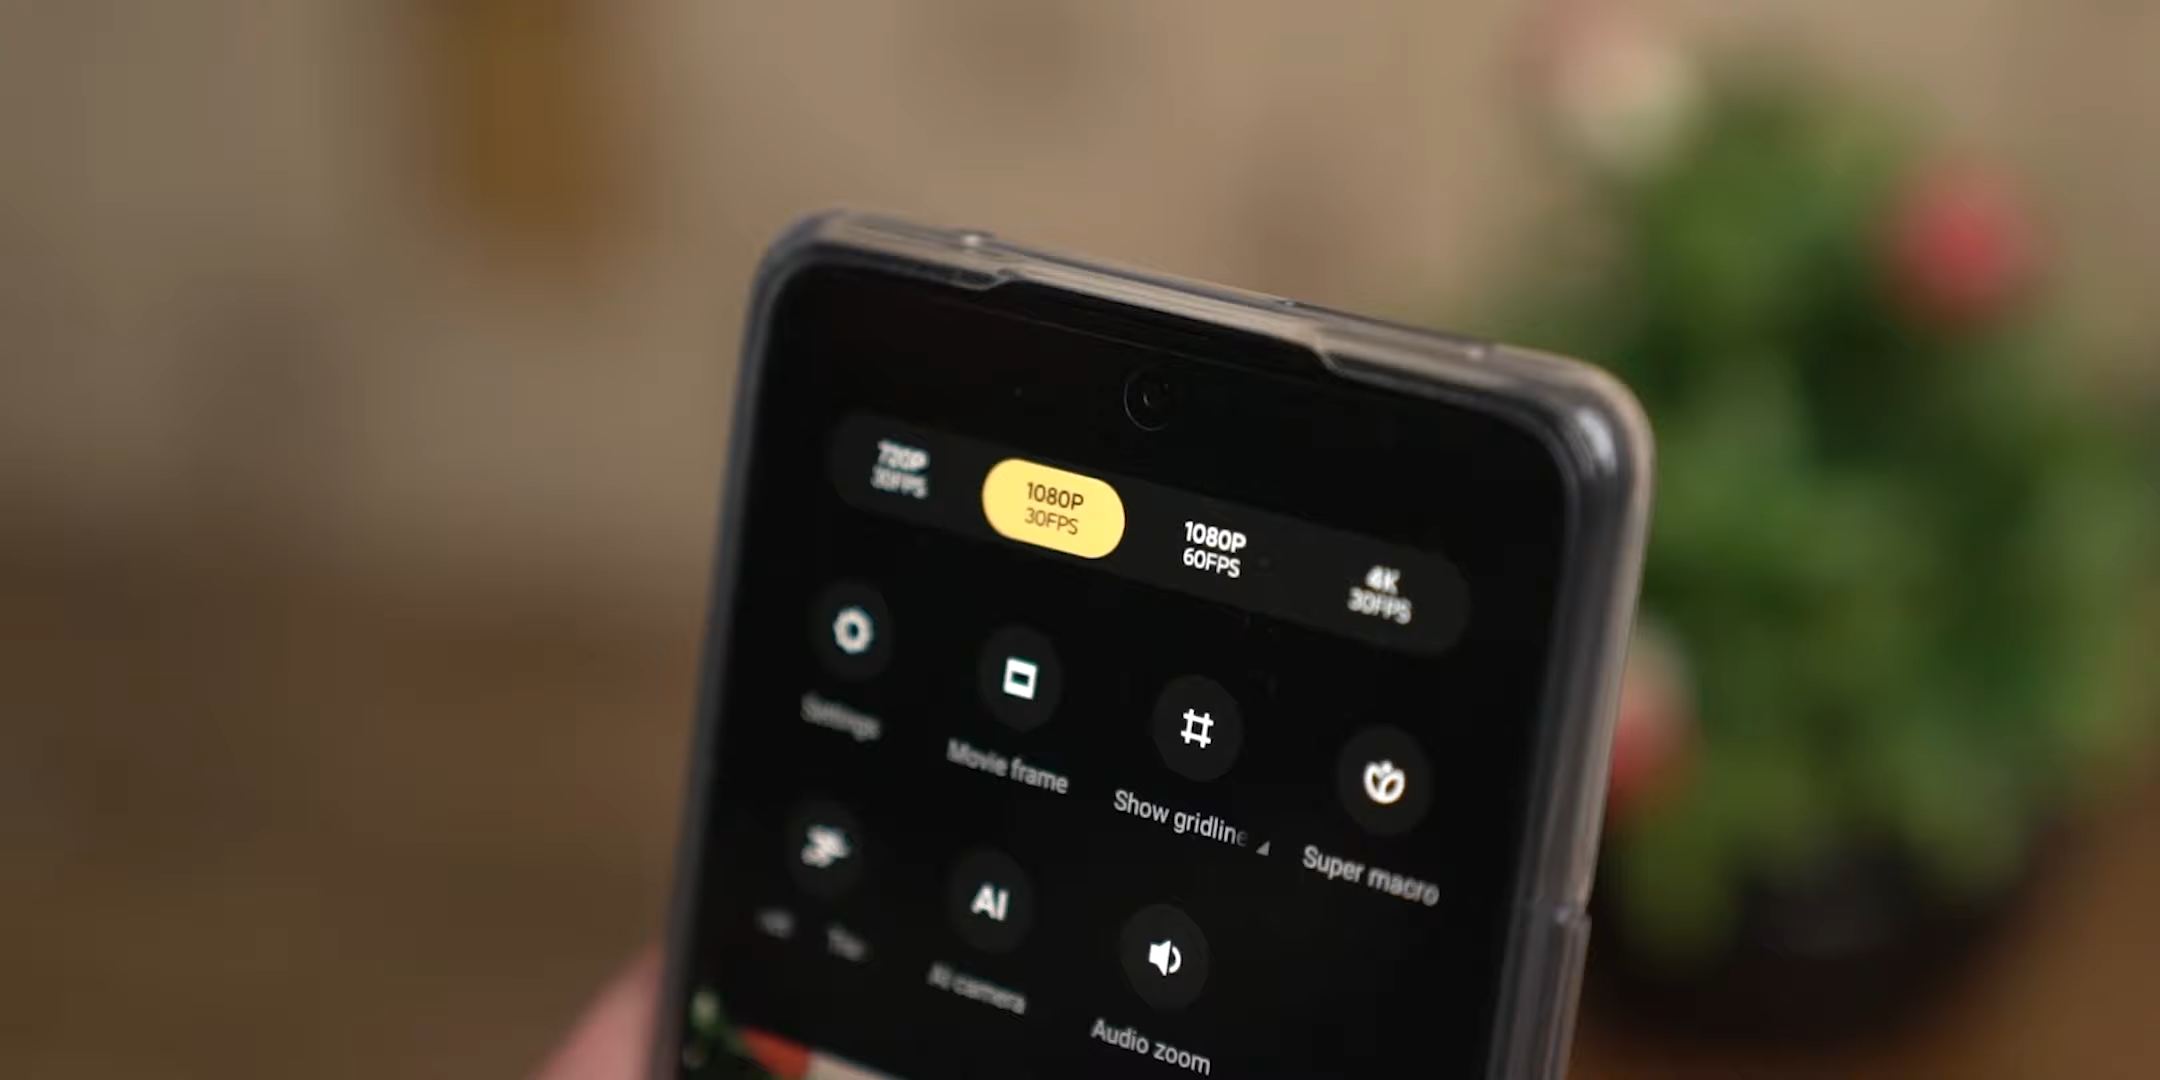 720P
30FPS
1080P
30FPS
1080P
60FPS
4K
30FPS
Settings
Movie frame
Show gridline
Super macro
AI
AI camera
Audio zoom